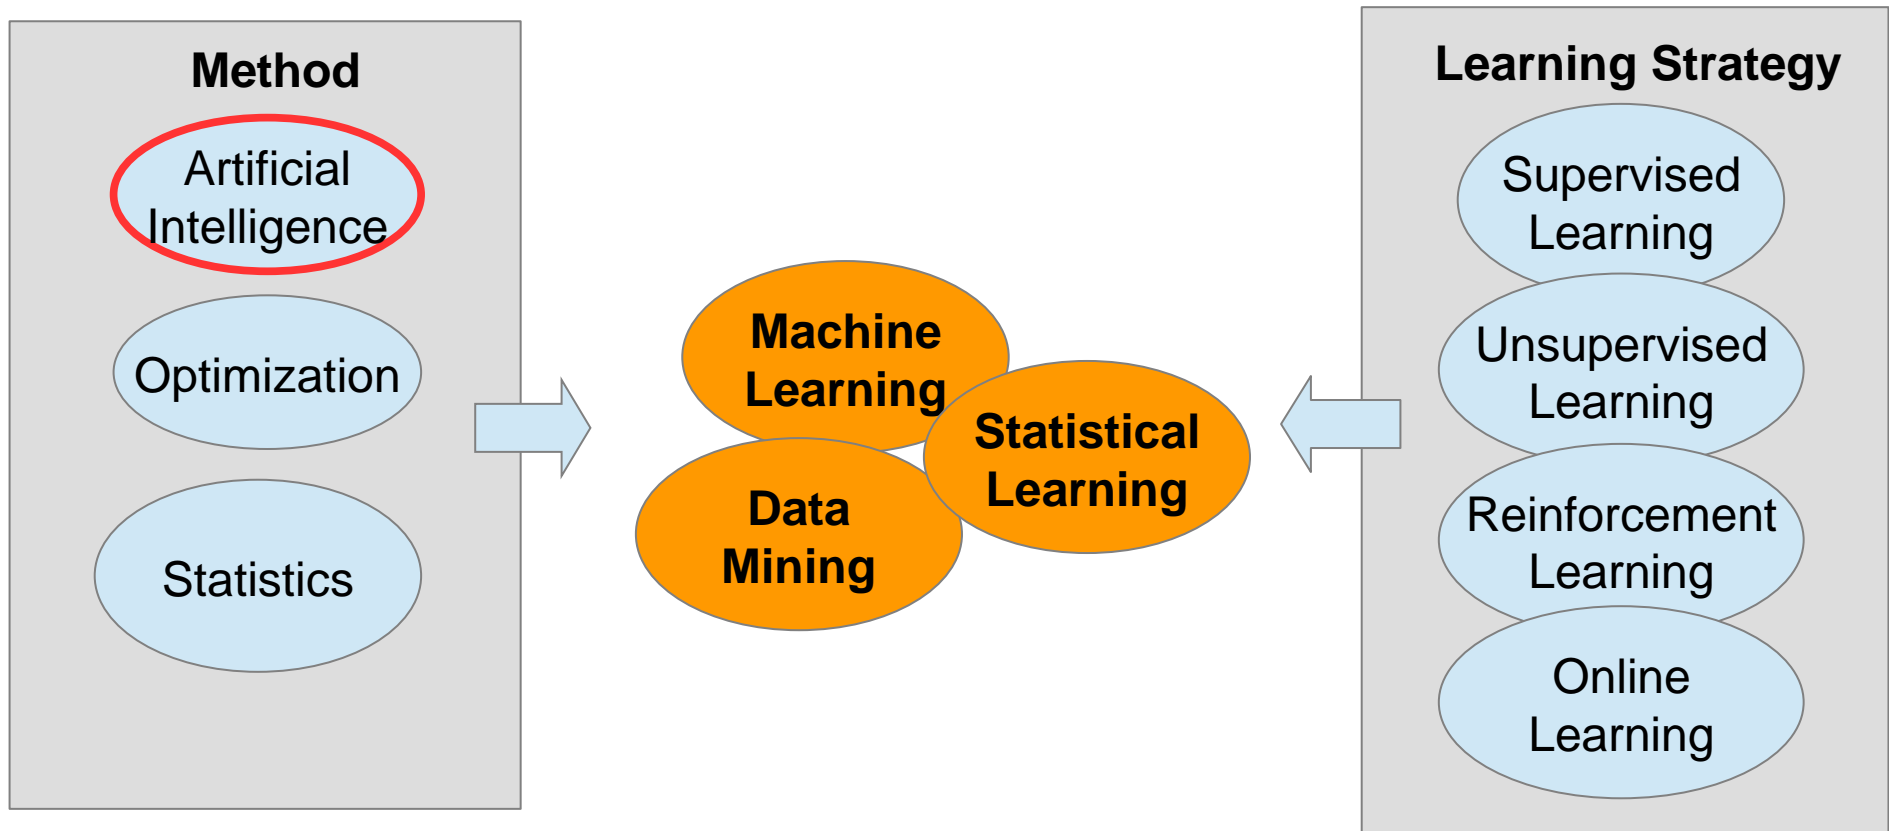 Method
Artificial
Intelligence
Optimization
Statistics
Machine
Learning
Statistical
Learning
Data
Mining
Learning Strategy
Supervised
Learning
Unsupervised
Learning
Reinforcement
Learning
Online
Learning